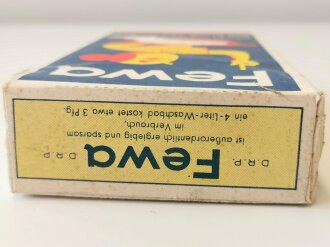 Fewa
D.R.P. Fewa D.R.P.
ist außerordentlich ergiebig und sparsam
im Verbrauch,
ein 4-Liter-Waschbad kostet etwa 3 Pfg.